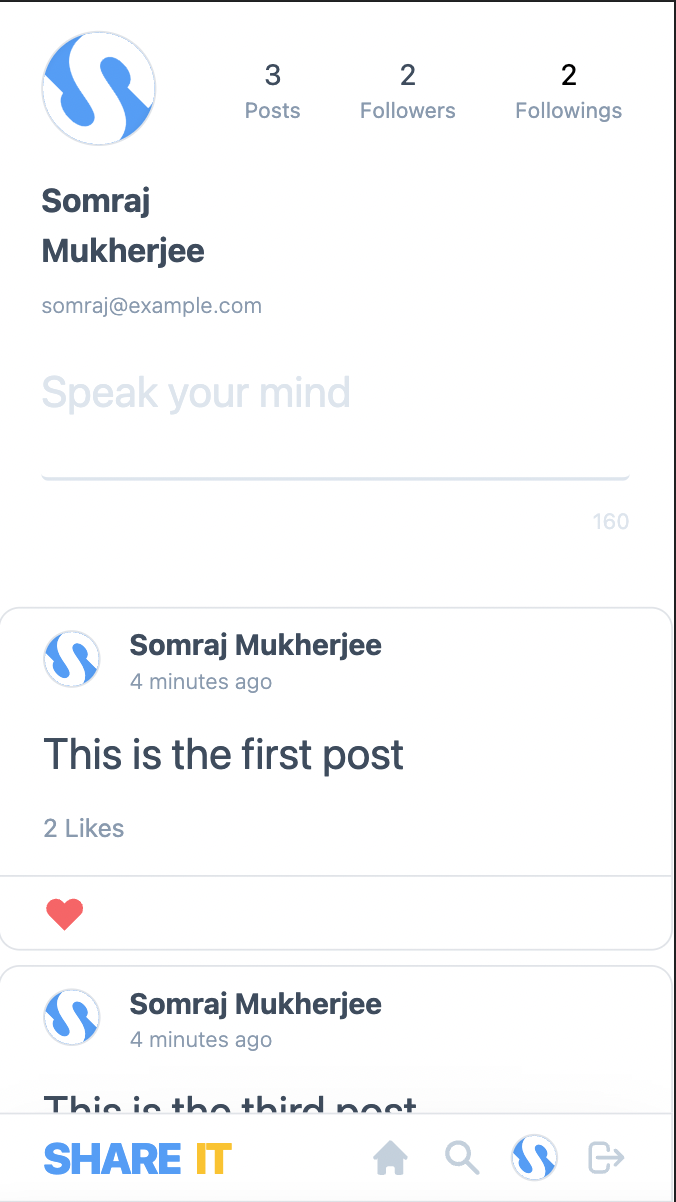 3 2 2
Posts Followers Followings
Somraj
Mukherjee
somraj@example.com
Speak your mind
160
Somraj Mukherjee
4 minutes ago
This is the first post
2 Likes
Somraj Mukherjee
4 minutes ago
This is the third post
SHARE IT